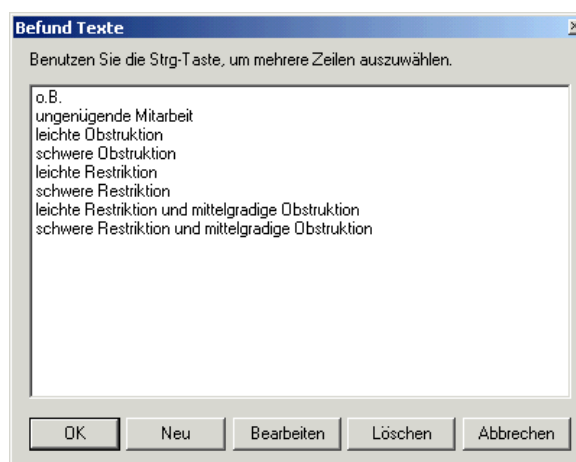 Befund Texte
Benutzen Sie die Strg-Taste, um mehrere Zeilen auszuwählen.
o.B.
ungenügende Mitarbeit
leichte Obstruktion
schwere Obstruktion
leichte Restriktion
schwere Restriktion
leichte Restriktion und mittelgradige Obstruktion
schwere Restriktion und mittelgradige Obstruktion
OK Neu Bearbeiten Löschen Abbrechen